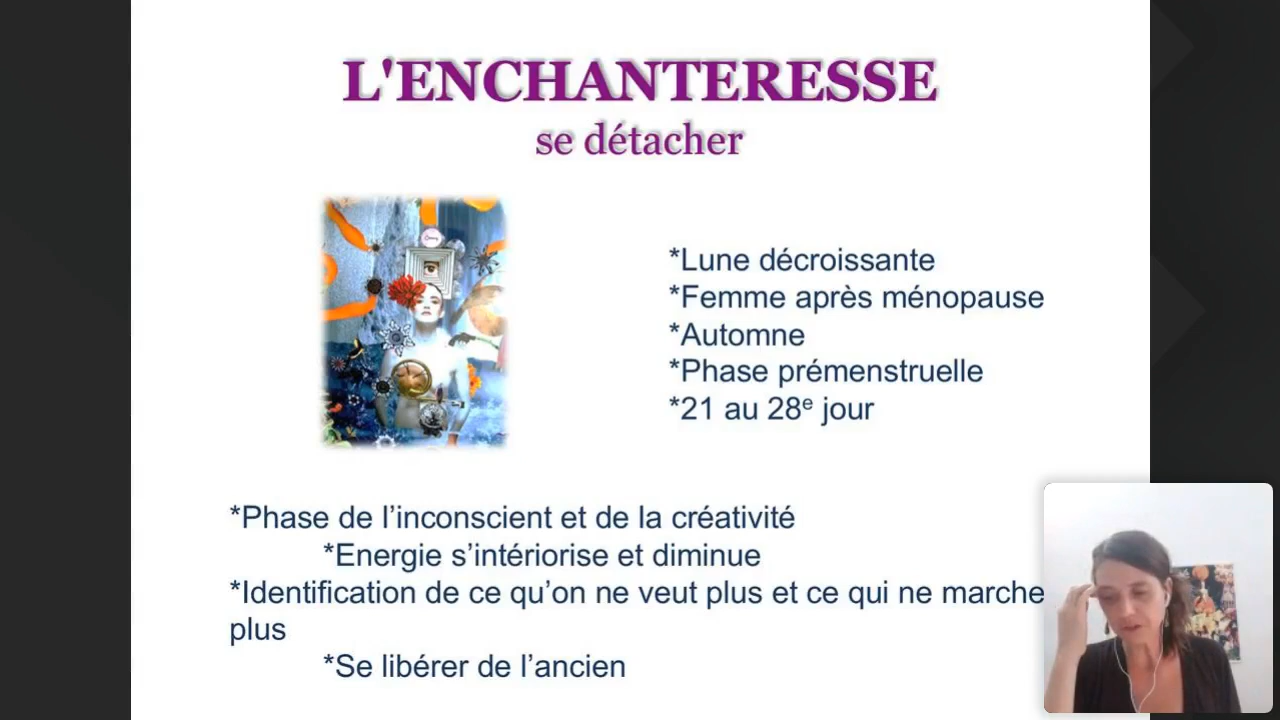 L'ENCHANTERESSE
se détacher
*Lune décroissante
*Femme après ménopause
*Automne
*Phase prémenstruelle
*21 au 28e jour
*Phase de l’inconscient et de la créativité
*Energie s’intériorise et diminue
*Identification de ce qu’on ne veut plus et ce qui ne marche
plus
*Se libérer de l’ancien